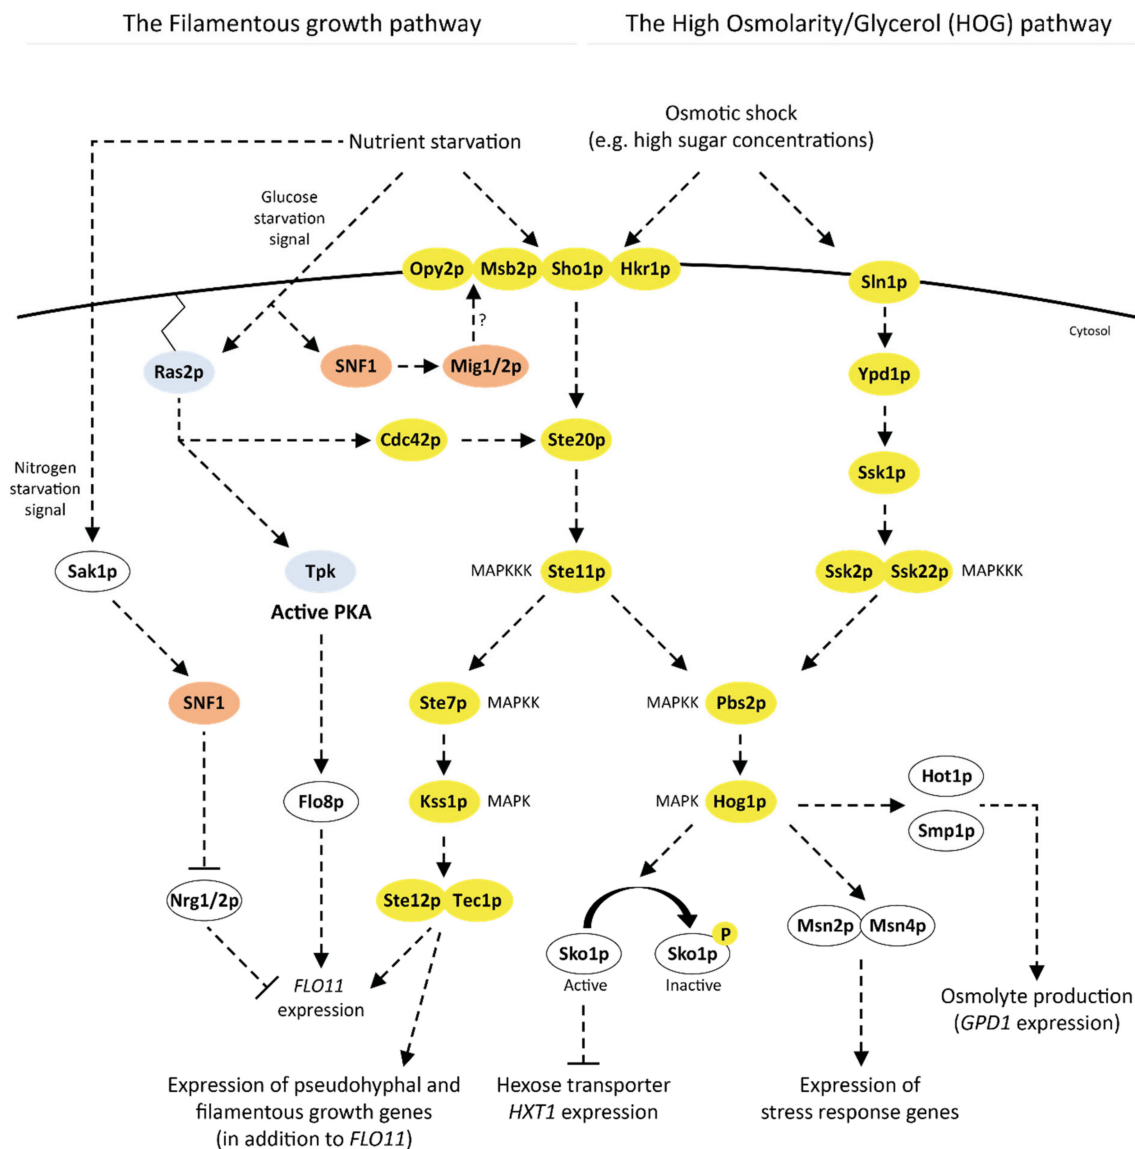 The Filamentous growth pathway
The High Osmolarity/Glycerol (HOG) pathway
Nutrient starvation
Osmotic shock
(e.g. high sugar concentrations)
Glucose
starvation
signal
Opy2p
Msb2p
Sho1p
Hkr1p
Sln1p
Cytosol
?
Ras2p
SNF1
Mig1/2p
Ypd1p
Cdc42p
Ste20p
Ssk1p
Nitrogen
starvation
signal
Sak1p
Tpk
Active PKA
MAPKKK
Ste11p
Ssk2p
Ssk22p
MAPKKK
SNF1
Ste7p
MAPKK
MAPKK
Pbs2p
Flo8p
Kss1p
MAPK
MAPK
Hog1p
Hot1p
Smp1p
Nrg1/2p
Ste12p
Tec1p
Sko1p
Active
Sko1p
P
Inactive
Msn2p
Msn4p
FLO11
expression
Osmolyte production
(GPD1 expression)
Expression of pseudohyphal and
filamentous growth genes
(in addition to FLO11)
Hexose transporter
HXT1 expression
Expression of
stress response genes